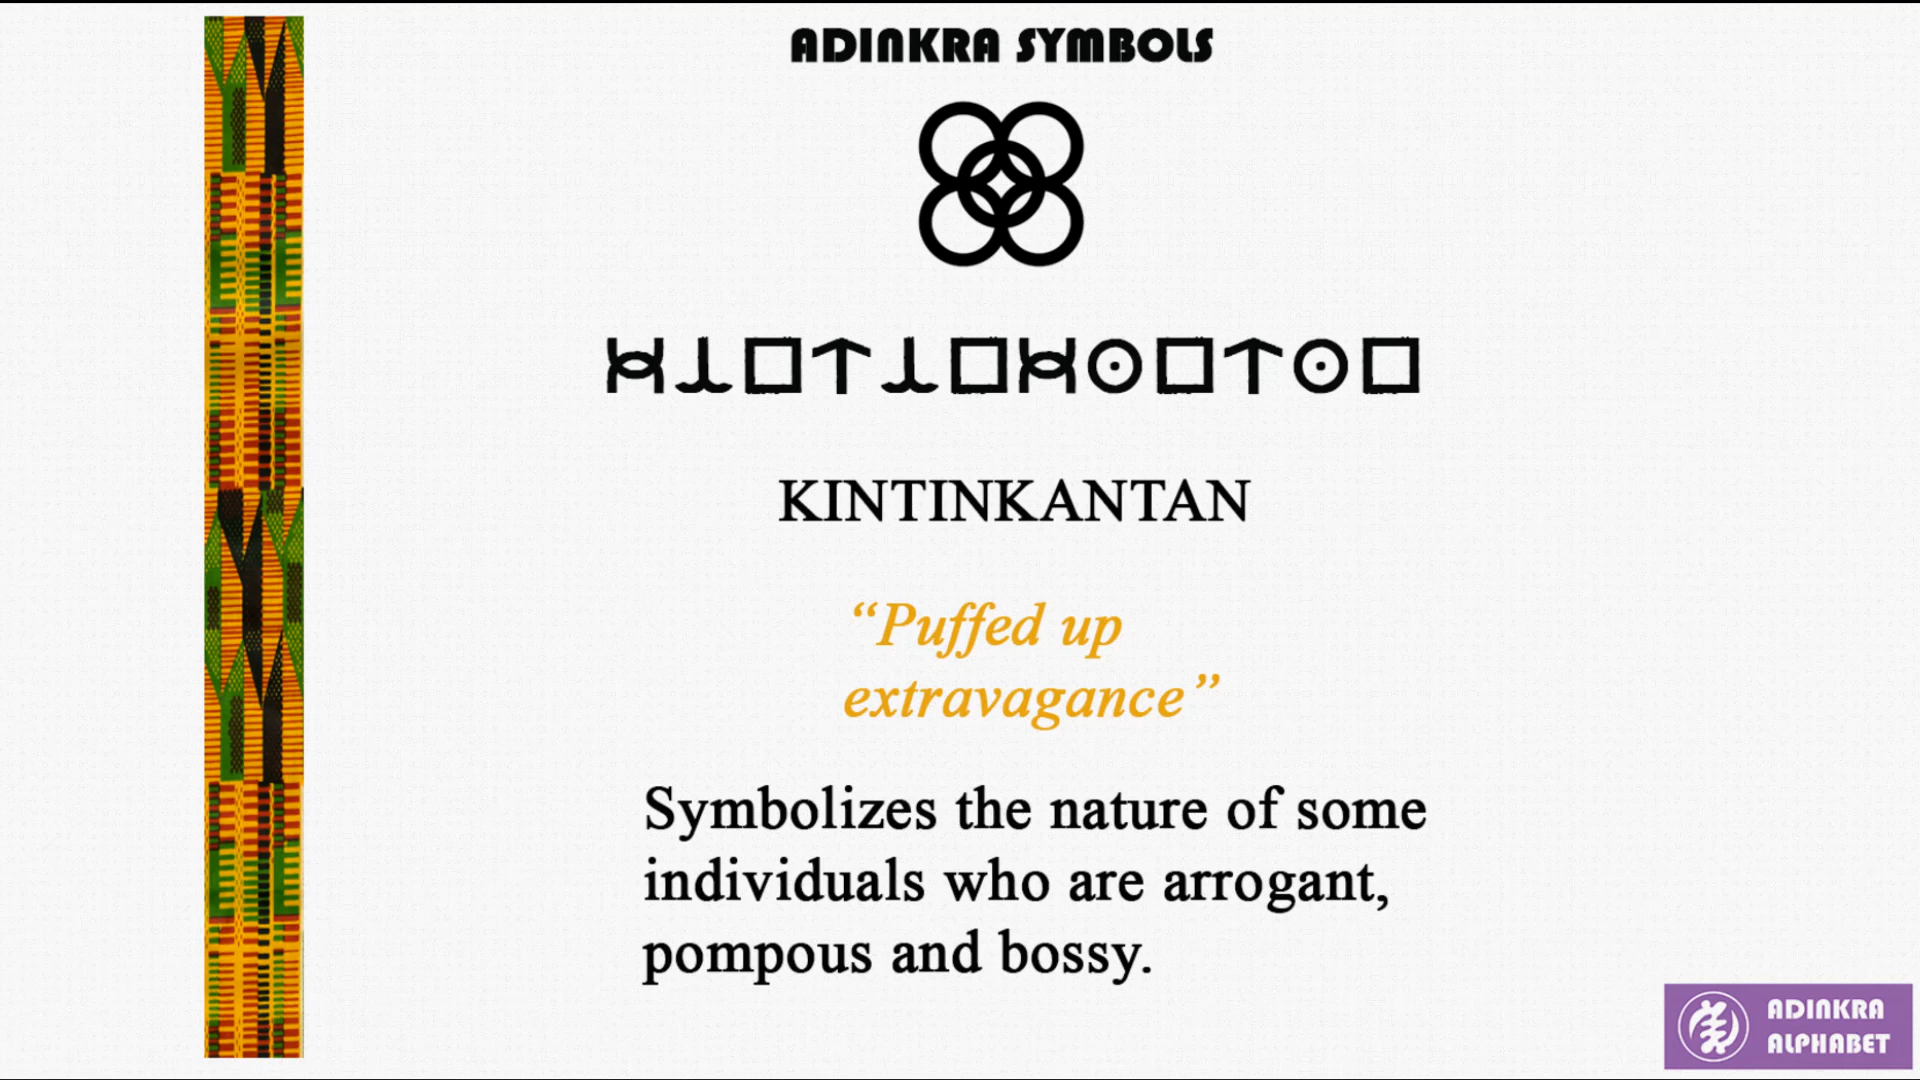 ADINKRA SYMBOLS
KINTINKANTAN
“Puffed up
extravagance”
Symbolizes the nature of some
individuals who are arrogant,
pompous and bossy.
ADINKRA
ALPHABET